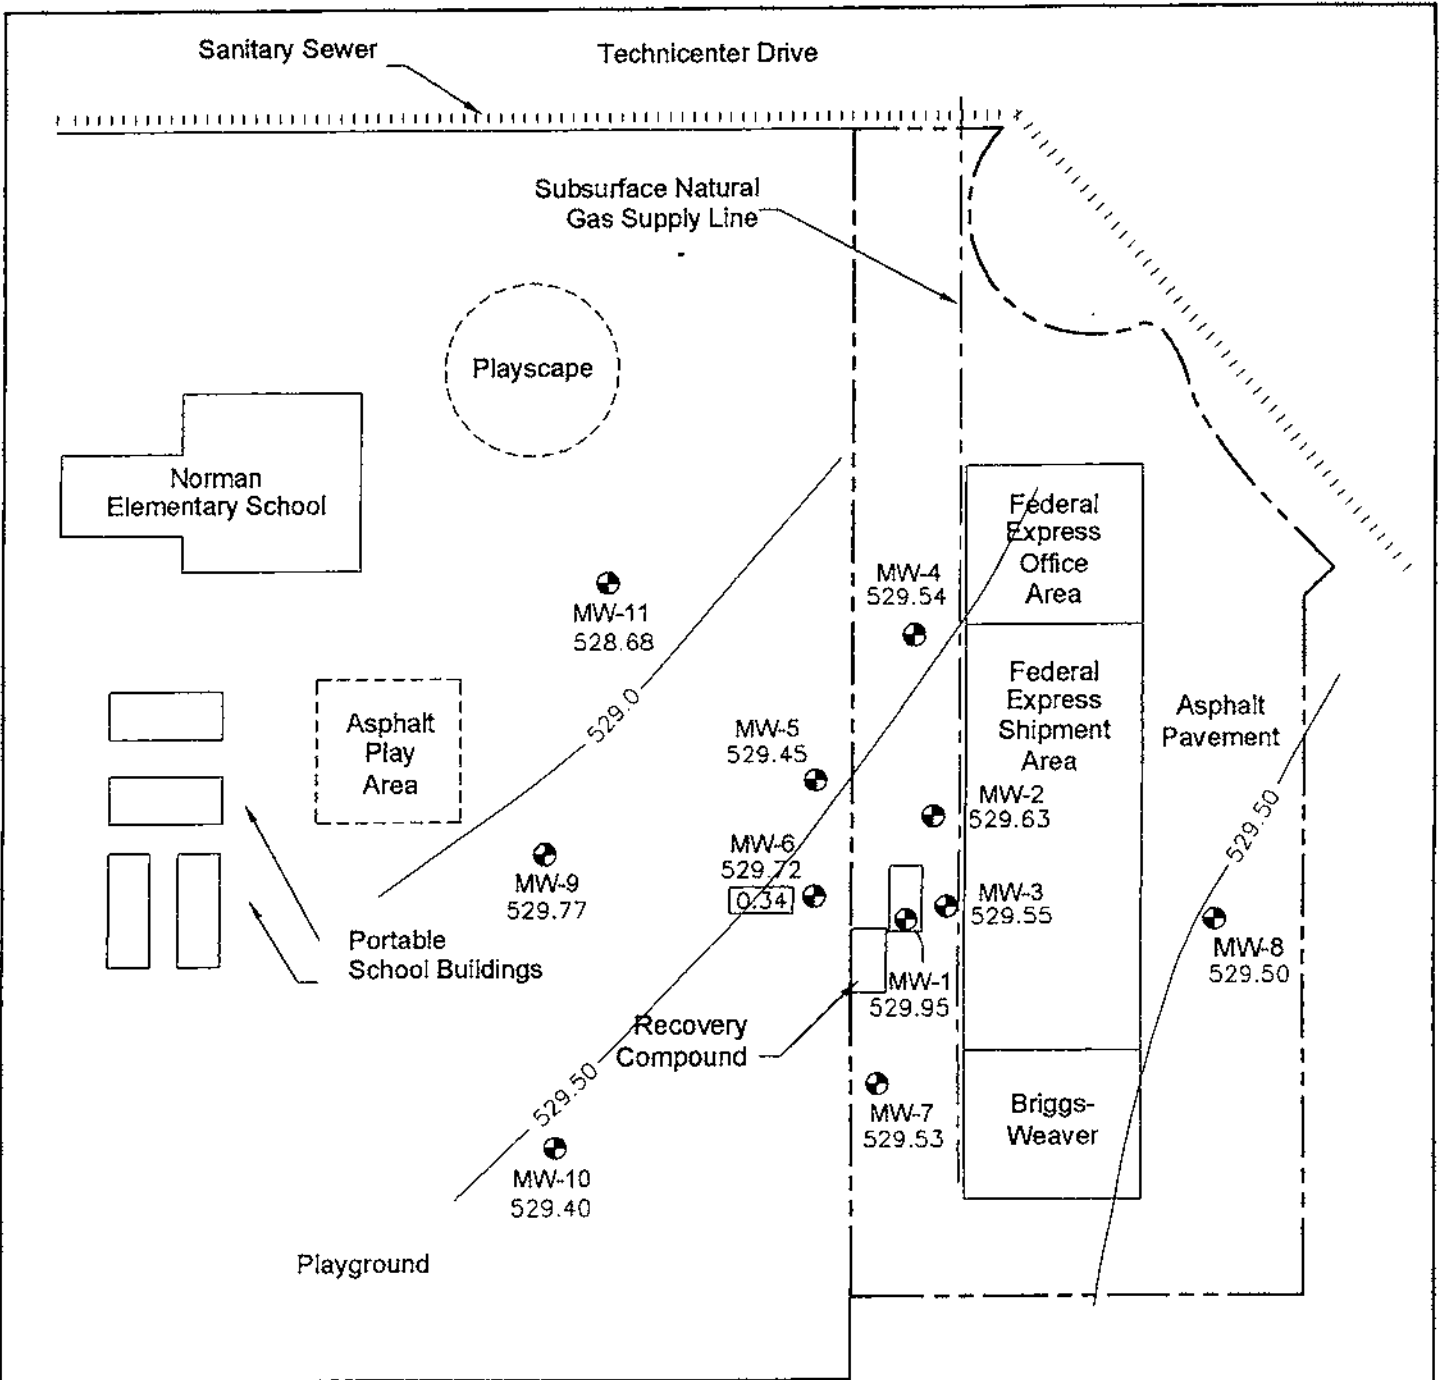 Sanitary Sewer
Technicenter Drive
Subsurface Natural
Gas Supply Line
Playscape
Norman
Elementary School
Federal
Express
Office
Area
MW-4
529.54
MW-11
528.68
Federal
Express
Shipment
Area
Asphalt
Pavement
529.0
Asphalt
Play
Area
MW-5
529.45
MW-2
529.63
529.50
MW-6
529.72
0.34
MW-9
529.77
MW-3
529.55
MW-8
529.50
Portable
School Buildings
MW-1
529.95
Recovery
Compound
529.50
MW-7
529.53
Briggs-
Weaver
MW-10
529.40
Playground